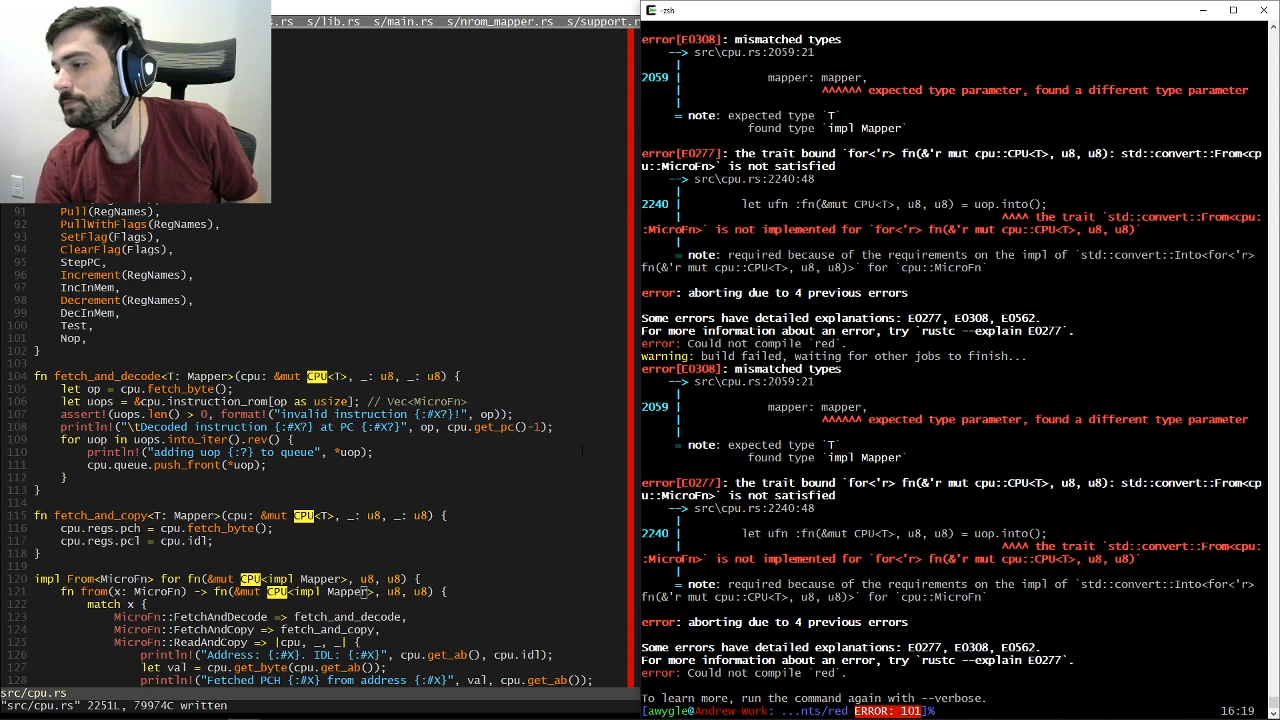 .rs s/lib.rs s/main.rs s/nrom_mapper.rs s/support.r
91 Pull(RegNames),
92 PullWithFlags(RegNames),
93 SetFlag(Flags),
94 ClearFlag(Flags),
95 StepPC,
96 Increment(RegNames),
97 IncInMem,
98 Decrement(RegNames),
99 DecInMem,
100 Test,
101 Nop,
102 }
103
104 fn fetch_and_decode<T: Mapper>(cpu: &mut CPU<T>, _: u8, _: u8) {
105 let op = cpu.fetch_byte();
106 let uops = &cpu.instruction_rom[op as usize]; // Vec<MicroFn>
107 assert!(uops.len() > 0, format!("invalid instruction {:#X?}!", op));
108 println!("\tDecoded instruction {:#X?} at PC {:#X?}", op, cpu.get_pc()-1);
109 for uop in uops.into_iter().rev() {
110 println!("adding uop {:?} to queue", *uop);
111 cpu.queue.push_front(*uop);
112 }
113 }
114
115 fn fetch_and_copy<T: Mapper>(cpu: &mut CPU<T>, _: u8, _: u8) {
116 cpu.regs.pch = cpu.fetch_byte();
117 cpu.regs.pcl = cpu.idl;
118 }
119
120 impl From<MicroFn> for fn(&mut CPU<impl Mapper>, u8, u8) {
121 fn from(x: MicroFn) -> fn(&mut CPU<impl Mapper>, u8, u8) {
122 match x {
123 MicroFn::FetchAndDecode => fetch_and_decode,
124 MicroFn::FetchAndCopy => fetch_and_copy,
125 MicroFn::ReadAndCopy => |cpu, _, _| {
126 println!("Address: {:#X}. IDL: {:#X}", cpu.get_ab(), cpu.idl);
127 let val = cpu.get_byte(cpu.get_ab());
128 println!("Fetched PCH {:#X} from address {:#X}", val, cpu.get_ab());
src/cpu.rs
"src/cpu.rs" 2251L, 79974C written
-zsh
error[E0308]: mismatched types
--> src\cpu.rs:2059:21
|
2059 | mapper: mapper,
| ^^^^^^ expected type parameter, found a different type parameter
|
= note: expected type `T`
found type `impl Mapper`
error[E0277]: the trait bound `for<'r> fn(&'r mut cpu::CPU<T>, u8, u8): std::convert::From<cp
u::MicroFn>` is not satisfied
--> src\cpu.rs:2240:48
|
2240 | let ufn :fn(&mut CPU<T>, u8, u8) = uop.into();
| ^^^^ the trait `std::convert::From<cpu:
:MicroFn>` is not implemented for `for<'r> fn(&'r mut cpu::CPU<T>, u8, u8)`
|
= note: required because of the requirements on the impl of `std::convert::Into<for<'r>
fn(&'r mut cpu::CPU<T>, u8, u8)>` for `cpu::MicroFn`
error: aborting due to 4 previous errors
Some errors have detailed explanations: E0277, E0308, E0562.
For more information about an error, try `rustc --explain E0277`.
error: Could not compile `red`.
warning: build failed, waiting for other jobs to finish...
error[E0308]: mismatched types
--> src\cpu.rs:2059:21
|
2059 | mapper: mapper,
| ^^^^^^ expected type parameter, found a different type parameter
|
= note: expected type `T`
found type `impl Mapper`
error[E0277]: the trait bound `for<'r> fn(&'r mut cpu::CPU<T>, u8, u8): std::convert::From<cp
u::MicroFn>` is not satisfied
--> src\cpu.rs:2240:48
|
2240 | let ufn :fn(&mut CPU<T>, u8, u8) = uop.into();
| ^^^^ the trait `std::convert::From<cpu:
:MicroFn>` is not implemented for `for<'r> fn(&'r mut cpu::CPU<T>, u8, u8)`
|
= note: required because of the requirements on the impl of `std::convert::Into<for<'r>
fn(&'r mut cpu::CPU<T>, u8, u8)>` for `cpu::MicroFn`
error: aborting due to 4 previous errors
Some errors have detailed explanations: E0277, E0308, E0562.
For more information about an error, try `rustc --explain E0277`.
error: Could not compile `red`.
To learn more, run the command again with --verbose.
[awygle@Andrew-Work: ...nts/red ERROR: 101]% 16:19